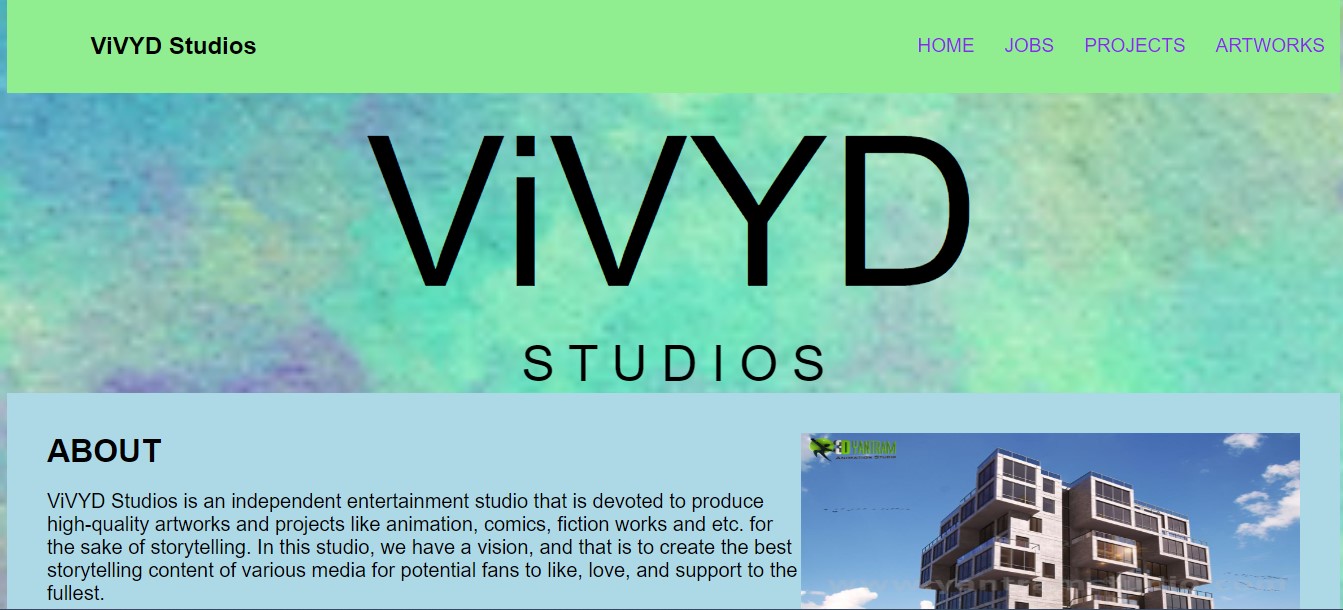 ViVYD Studios
HOME JOBS PROJECTS ARTWORKS
ViVYD
STUDIOS
ABOUT
ViVYD Studios is an independent entertainment studio that is devoted to produce
high-quality artworks and projects like animation, comics, fiction works and etc. for
the sake of storytelling. In this studio, we have a vision, and that is to create the best
storytelling content of various media for potential fans to like, love, and support to the
fullest.
3D YANTRAM